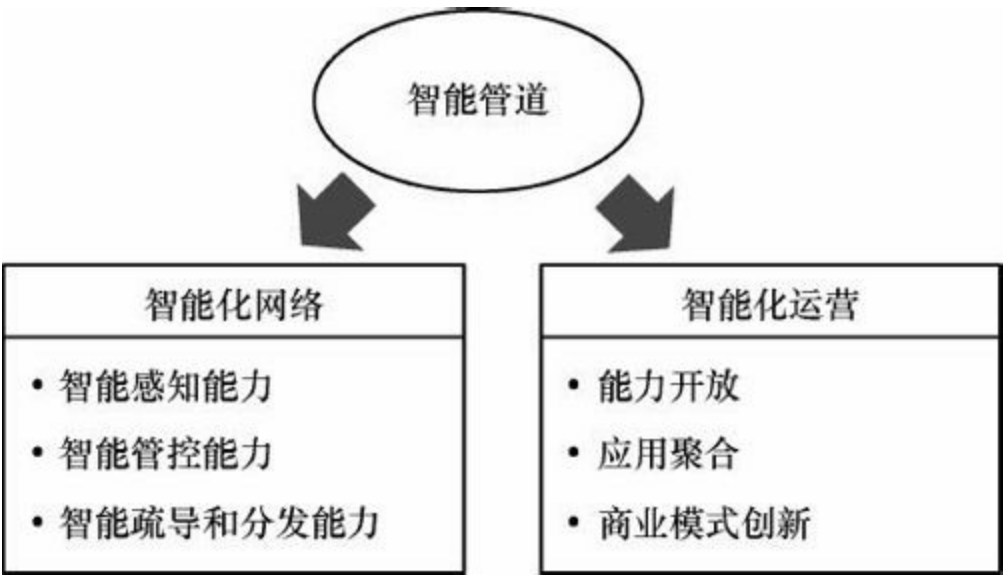 智能管道
智能化网络
• 智能感知能力
• 智能管控能力
• 智能疏导和分发能力
智能化运营
• 能力开放
• 应用聚合
• 商业模式创新